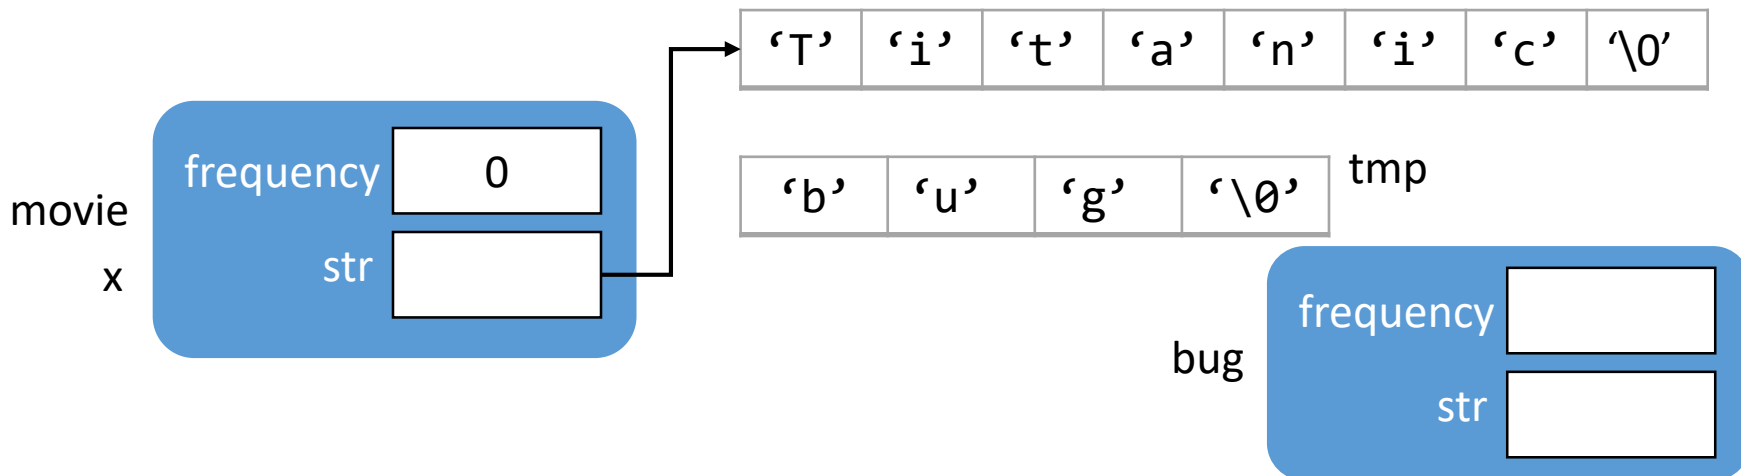 ‘T’ ‘i’ ‘t’ ‘a’ ‘n’ ‘i’ ‘c’ ‘\0’
frequency 0
movie
x
str
‘b’ ‘u’ ‘g’ ‘\0’ tmp
bug
frequency
str